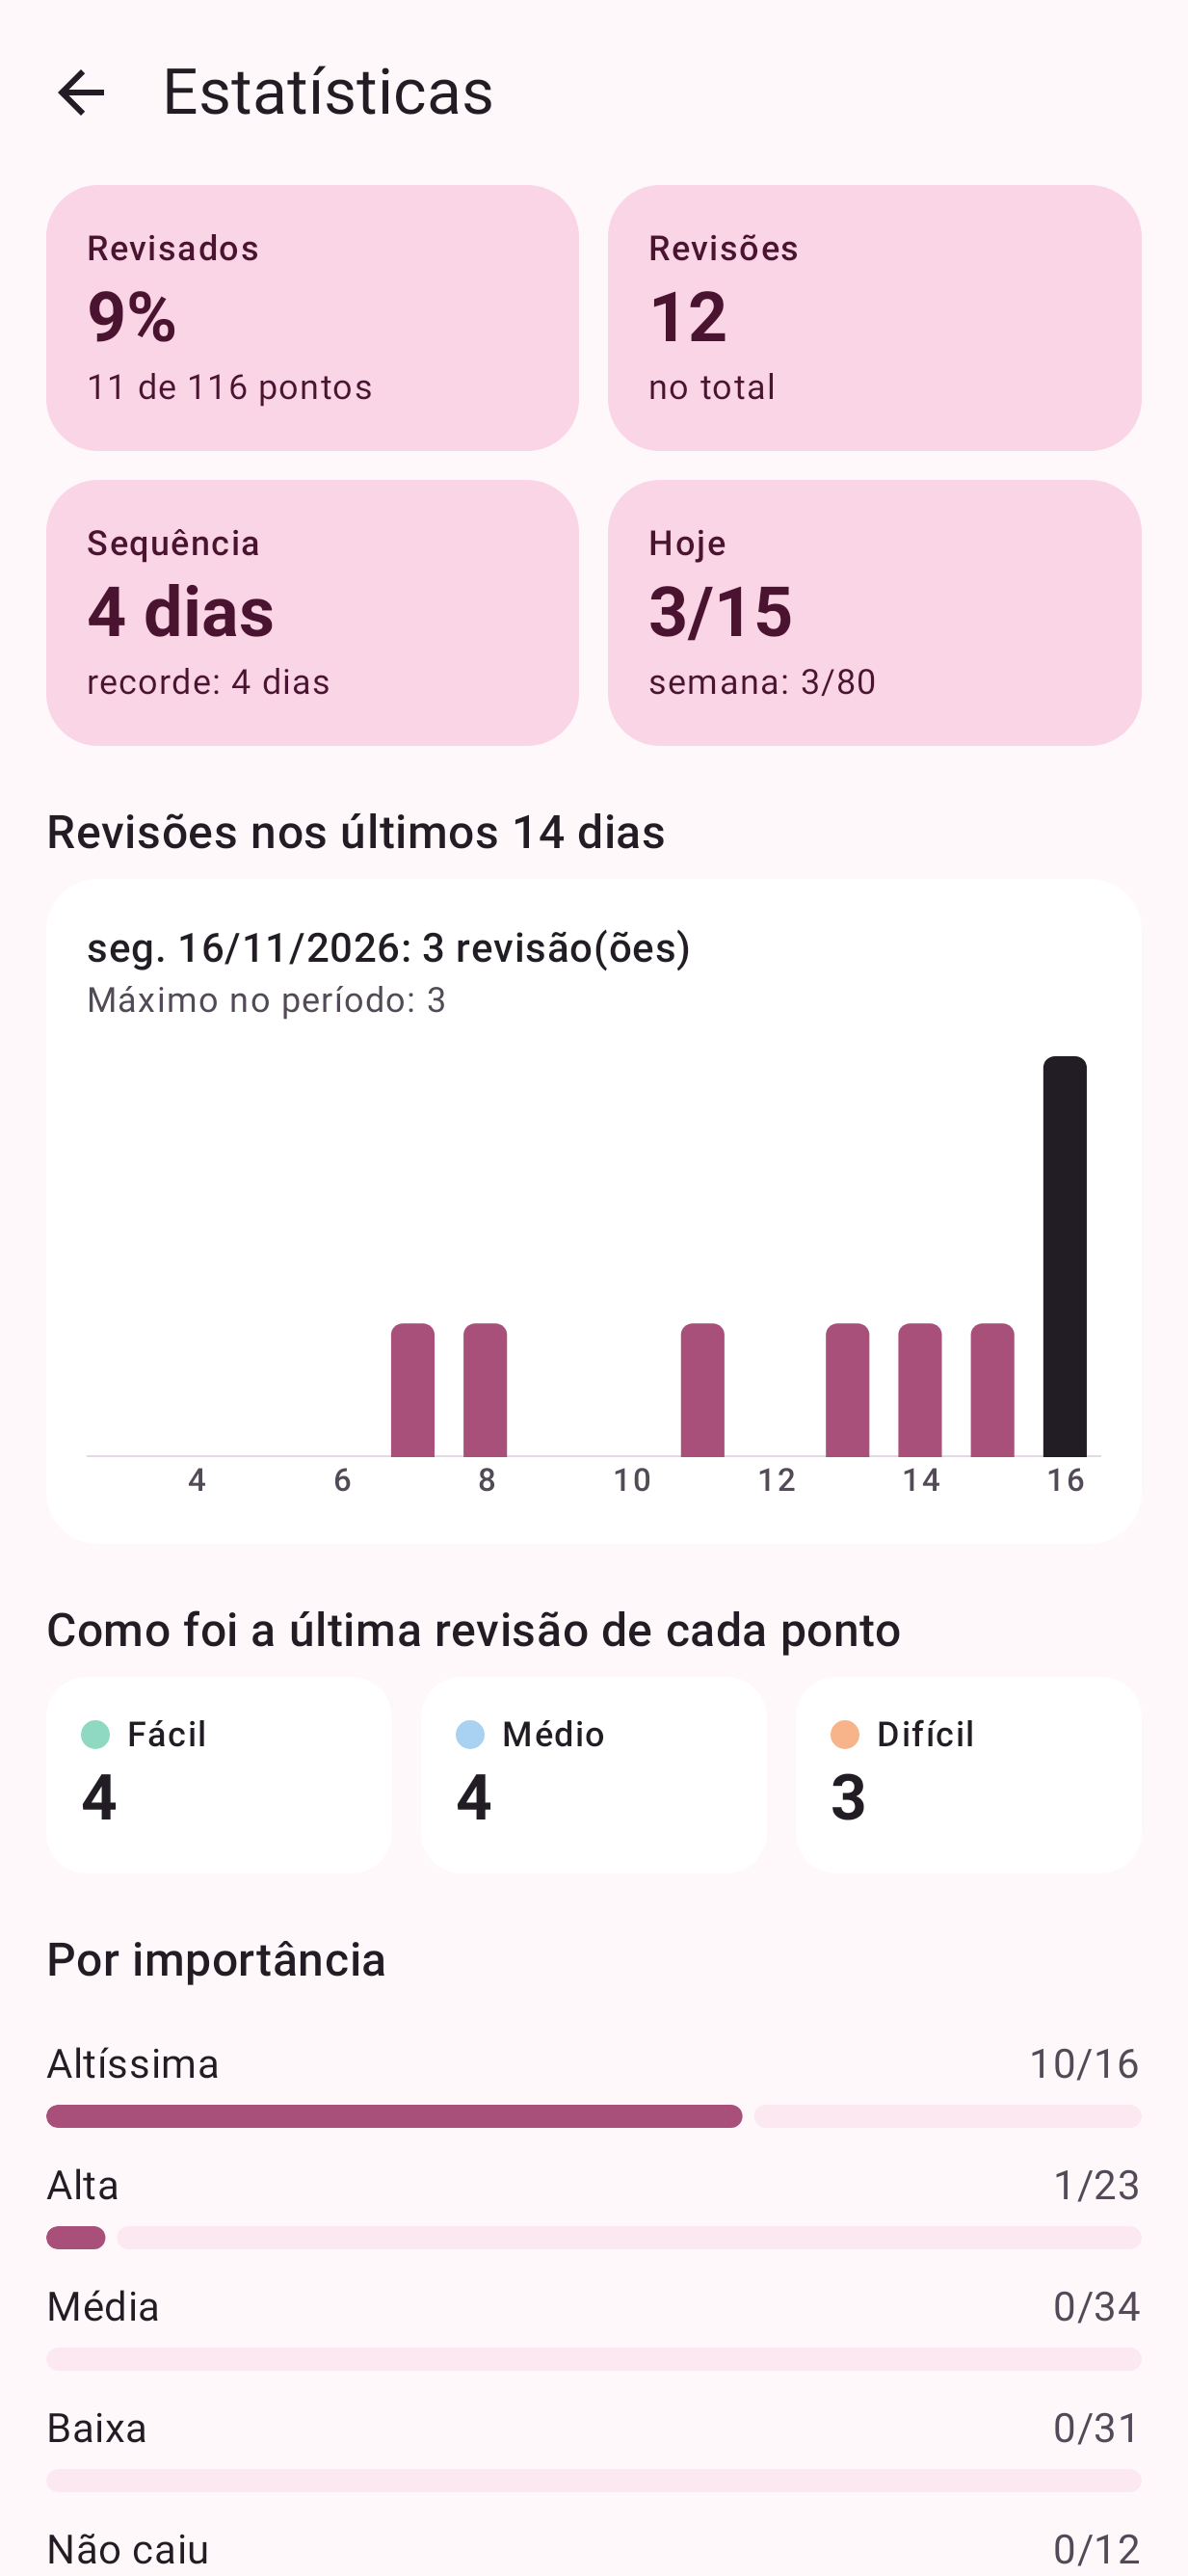 Estatísticas
Revisados
9%
11 de 116 pontos
Revisões
12
no total
Sequência
4 dias
recorde: 4 dias
Hoje
3/15
semana: 3/80
Revisões nos últimos 14 dias
seg. 16/11/2026: 3 revisão(ões)
Máximo no período: 3
4 6 8 10 12 14 16
Como foi a última revisão de cada ponto
Fácil
4
Médio
4
Difícil
3
Por importância
Altíssima 10/16
Alta 1/23
Média 0/34
Baixa 0/31
Não caiu 0/12